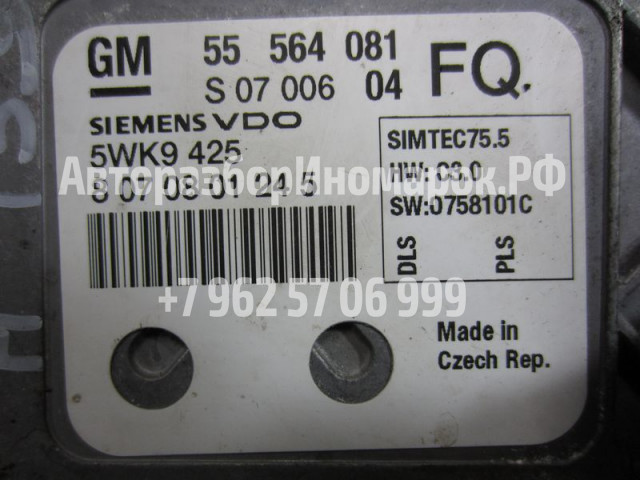 GM 55 564 081 FQ.
S 07 006 04
SIEMENS VDO
5WK9 425
S 07 08 01 24 5
SIMTEC75.5
HW: C3.0
SW:0758101C
DLS PLS
АвторазборИномарок.РФ
+7 962 57 06 999
Made in
Czech Rep.